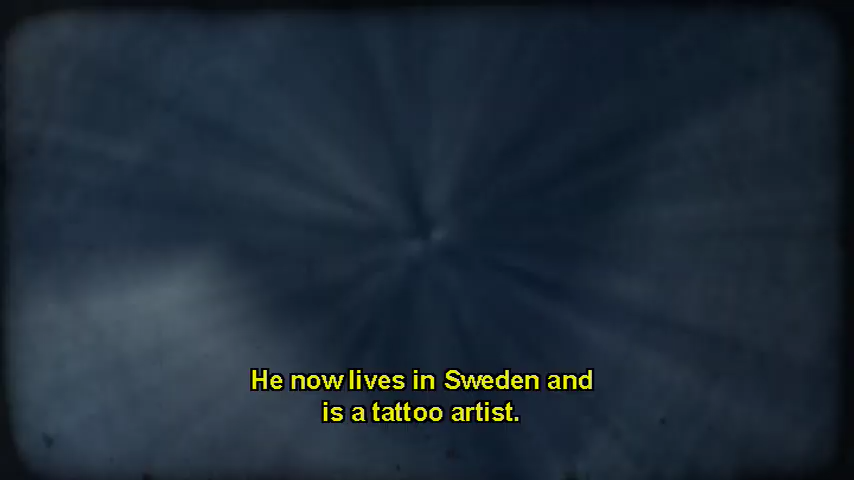 He now lives in Sweden and
is a tattoo artist.